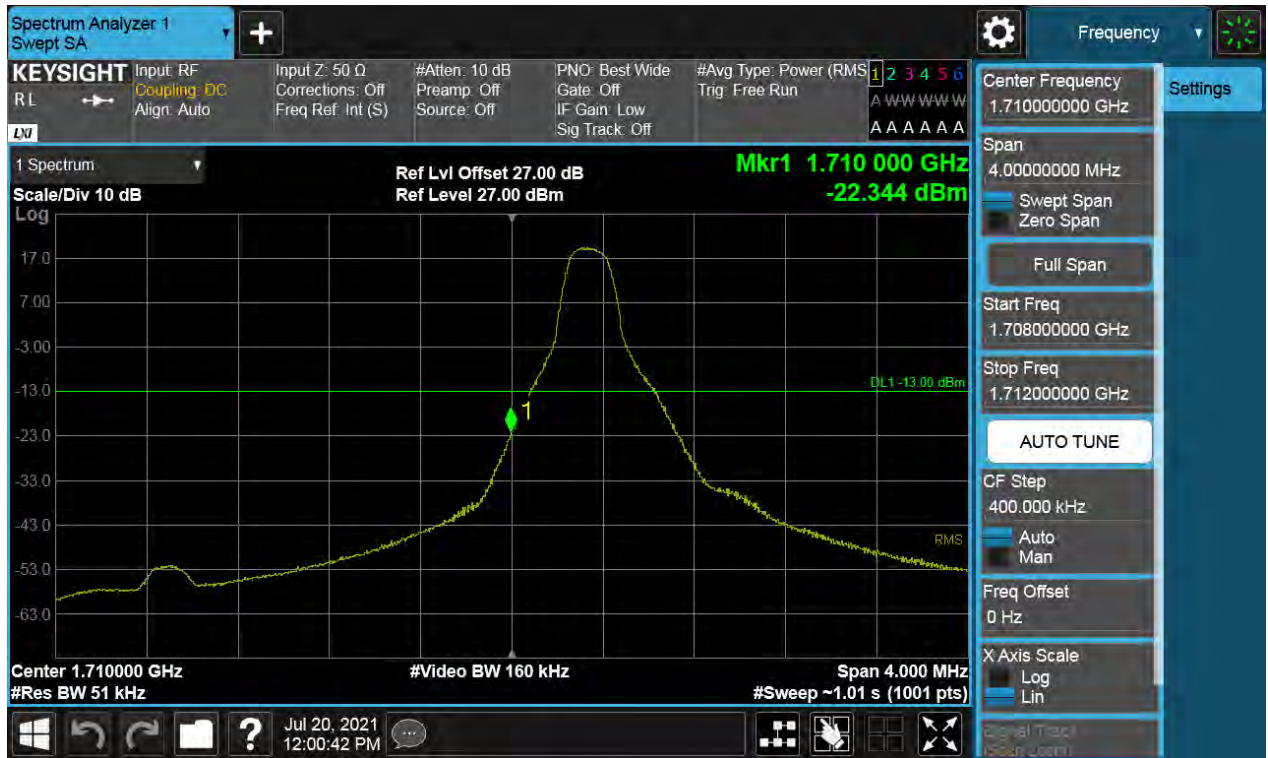 Spectrum Analyzer 1
Swept SA
+
Frequency
KEYSIGHT
RL
LXI
Input: RF
Coupling: DC
Align: Auto
Input Z: 50 Ω
Corrections: Off
Freq Ref: Int (S)
#Atten: 10 dB
Preamp: Off
Source: Off
PNO: Best Wide
Gate: Off
IF Gain: Low
Sig Track: Off
#Avg Type: Power (RMS
Trig: Free Run
1 2 3 4 5 6
A W W W W W
A A A A A A
1 Spectrum
Scale/Div 10 dB
Log
Ref Lvl Offset 27.00 dB
Ref Level 27.00 dBm
Mkr1 1.710 000 GHz
-22.344 dBm
17.0
7.00
-3.00
-13.0
-23.0
-33.0
-43.0
-53.0
-63.0
DL1 -13.00 dBm
1
RMS
Center 1.710000 GHz
#Res BW 51 kHz
#Video BW 160 kHz
Span 4.000 MHz
#Sweep ~1.01 s (1001 pts)
Center Frequency
1.710000000 GHz
Span
4.00000000 MHz
Swept Span
Zero Span
Full Span
Start Freq
1.708000000 GHz
Stop Freq
1.712000000 GHz
AUTO TUNE
CF Step
400.000 kHz
Auto
Man
Freq Offset
0 Hz
X Axis Scale
Log
Lin
Signal Track
(Span Zoom)
Settings
?
Jul 20, 2021
12:00:42 PM